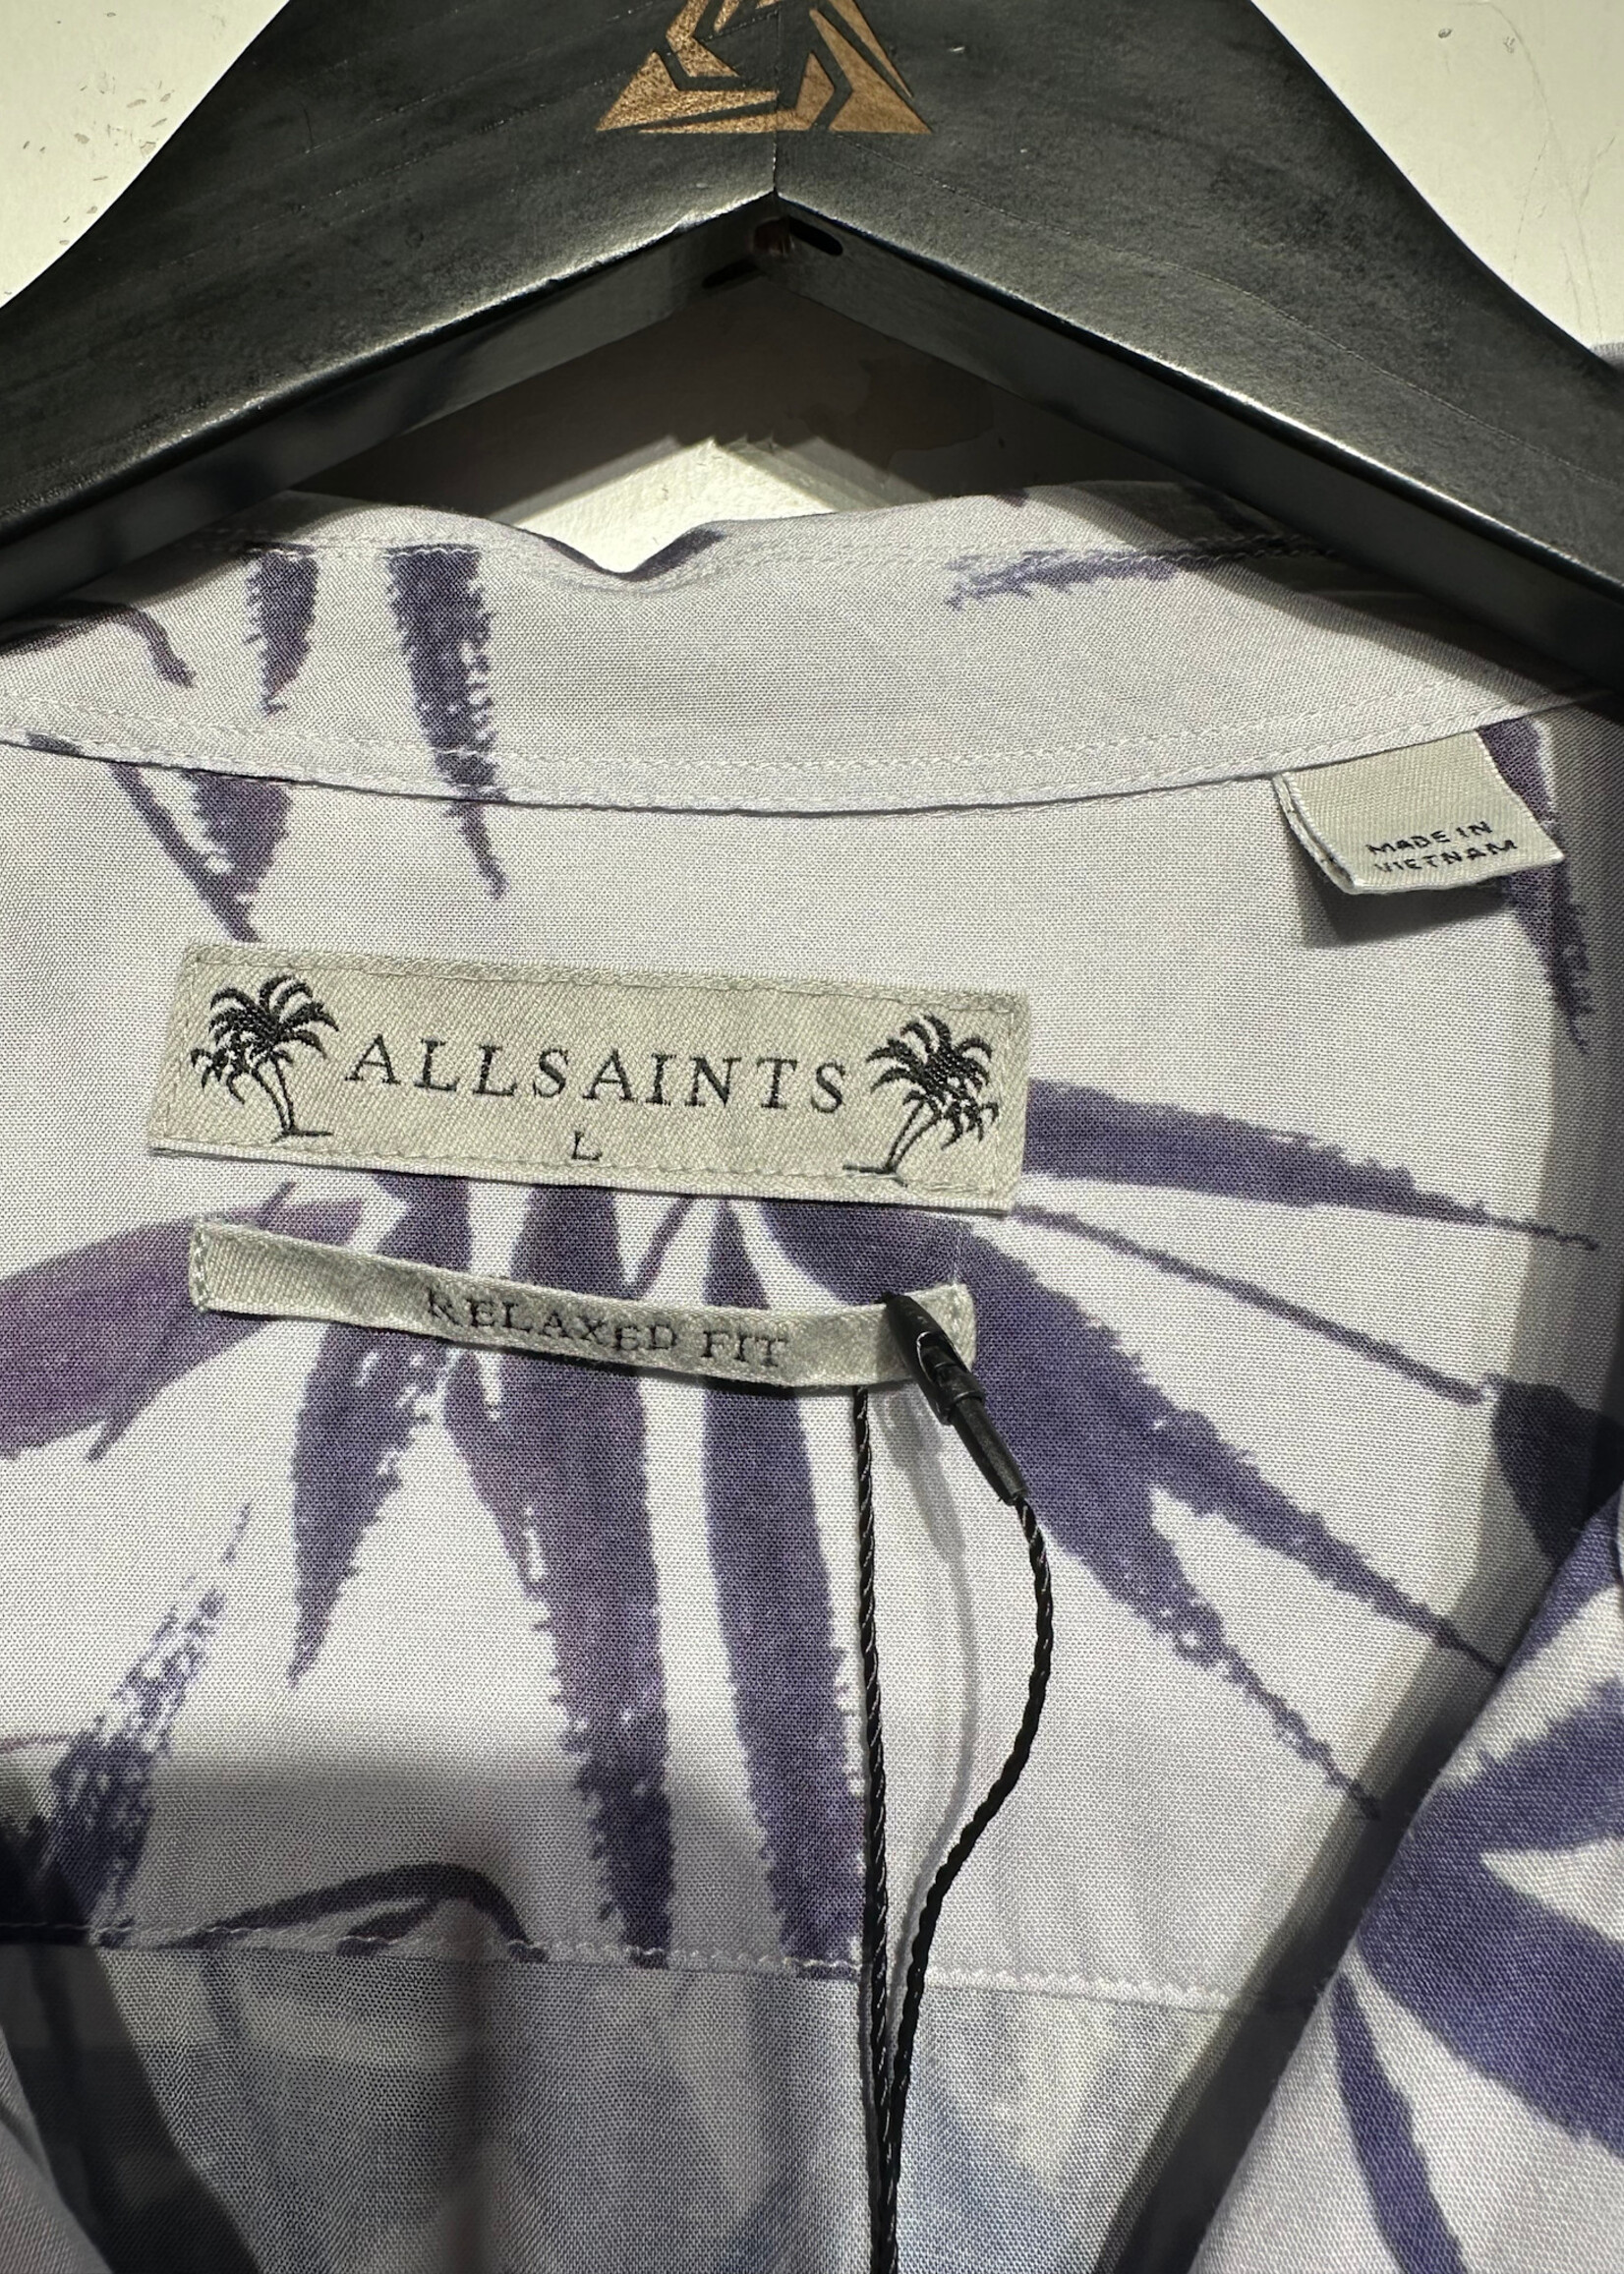 MADE IN
VIETNAM
ALLSAINTS
L
RELAXED FIT